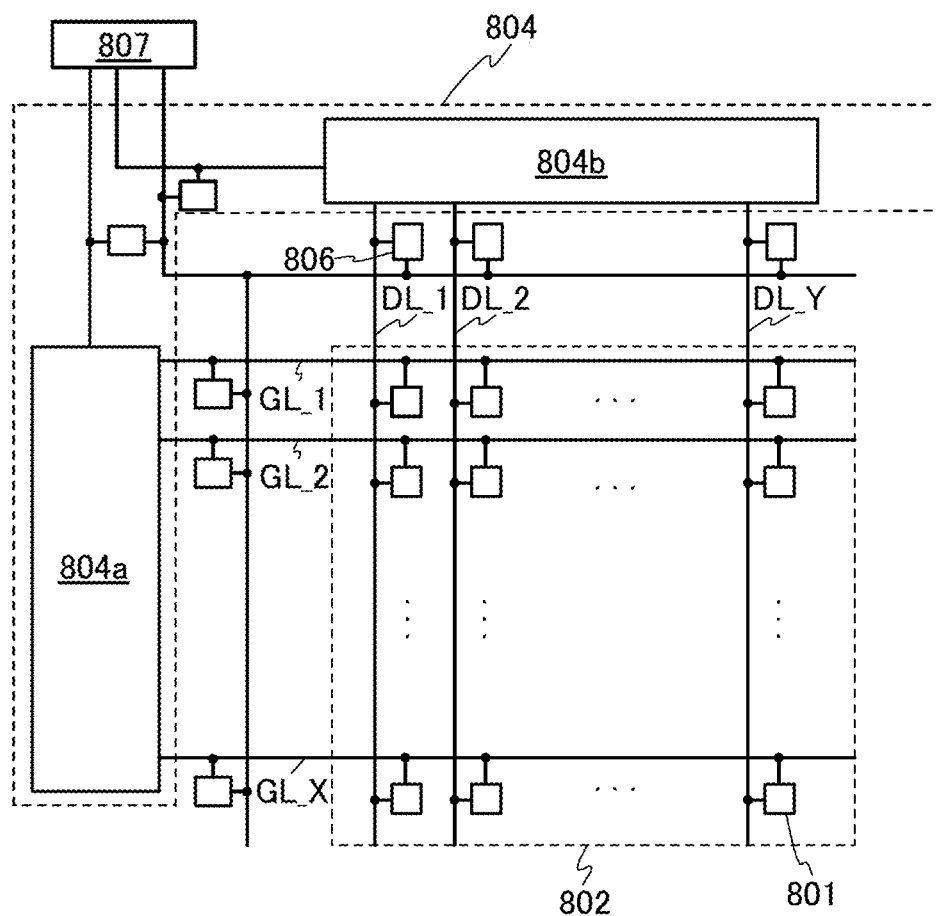 804
807
804b
806
DL_1 DL_2 DL_Y
GL_1
. . .
GL_2
. . .
804a
GL_X
. . .
802
801